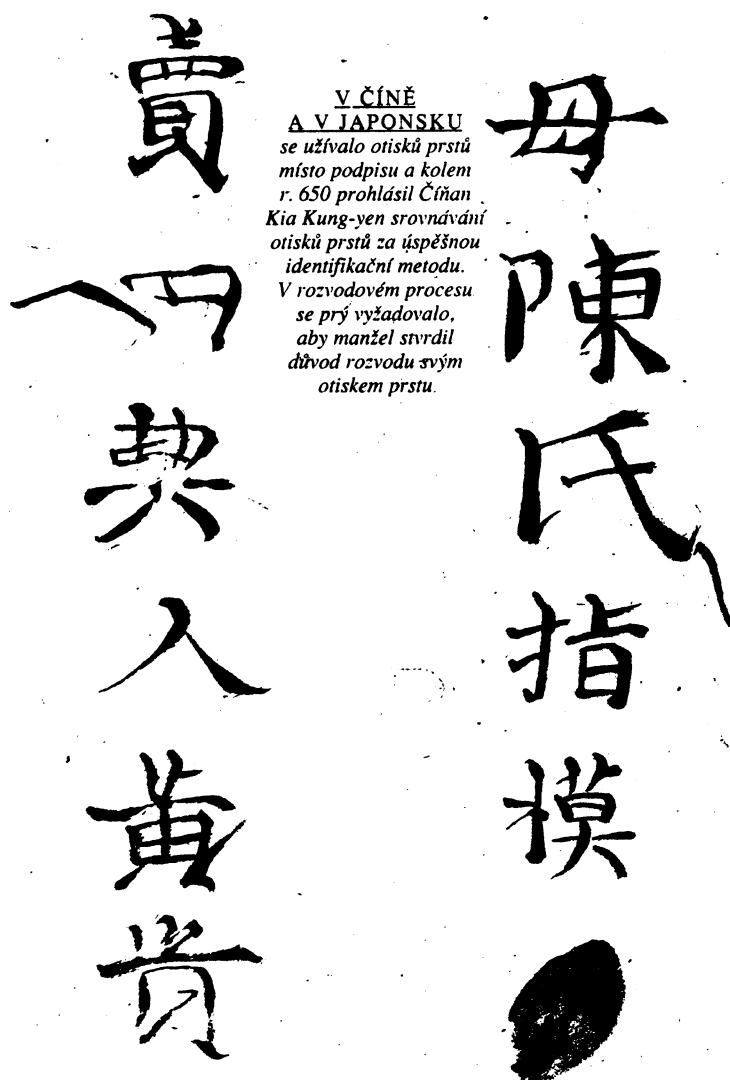 V ČÍNĚ
A V JAPONSKU
se užívalo otisků prstů
místo podpisu a kolem
r. 650 prohlásil Číňan
Kia Kung-yen srovnávání
otisků prstů za úspěšnou
identifikační metodu.
V rozvodovém procesu
se prý vyžadovalo,
aby manžel stvrdil
důvod rozvodu svým
otiskem prstu.
母陳氏指模
賣契人黃